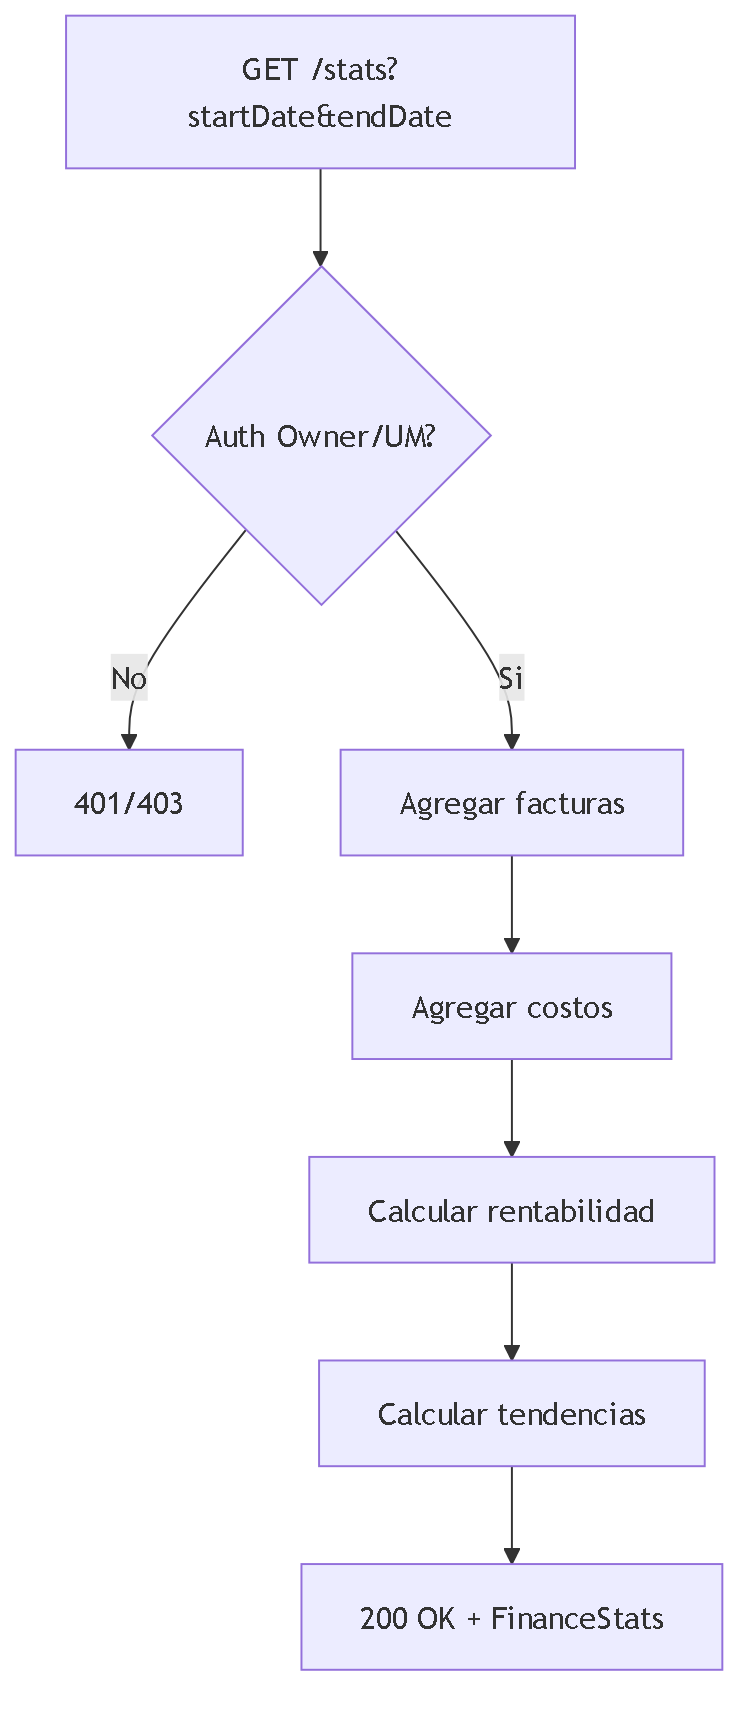 GET /stats?
startDate&endDate
Auth Owner/UM?
No
Si
401/403
Agregar facturas
Agregar costos
Calcular rentabilidad
Calcular tendencias
200 OK + FinanceStats